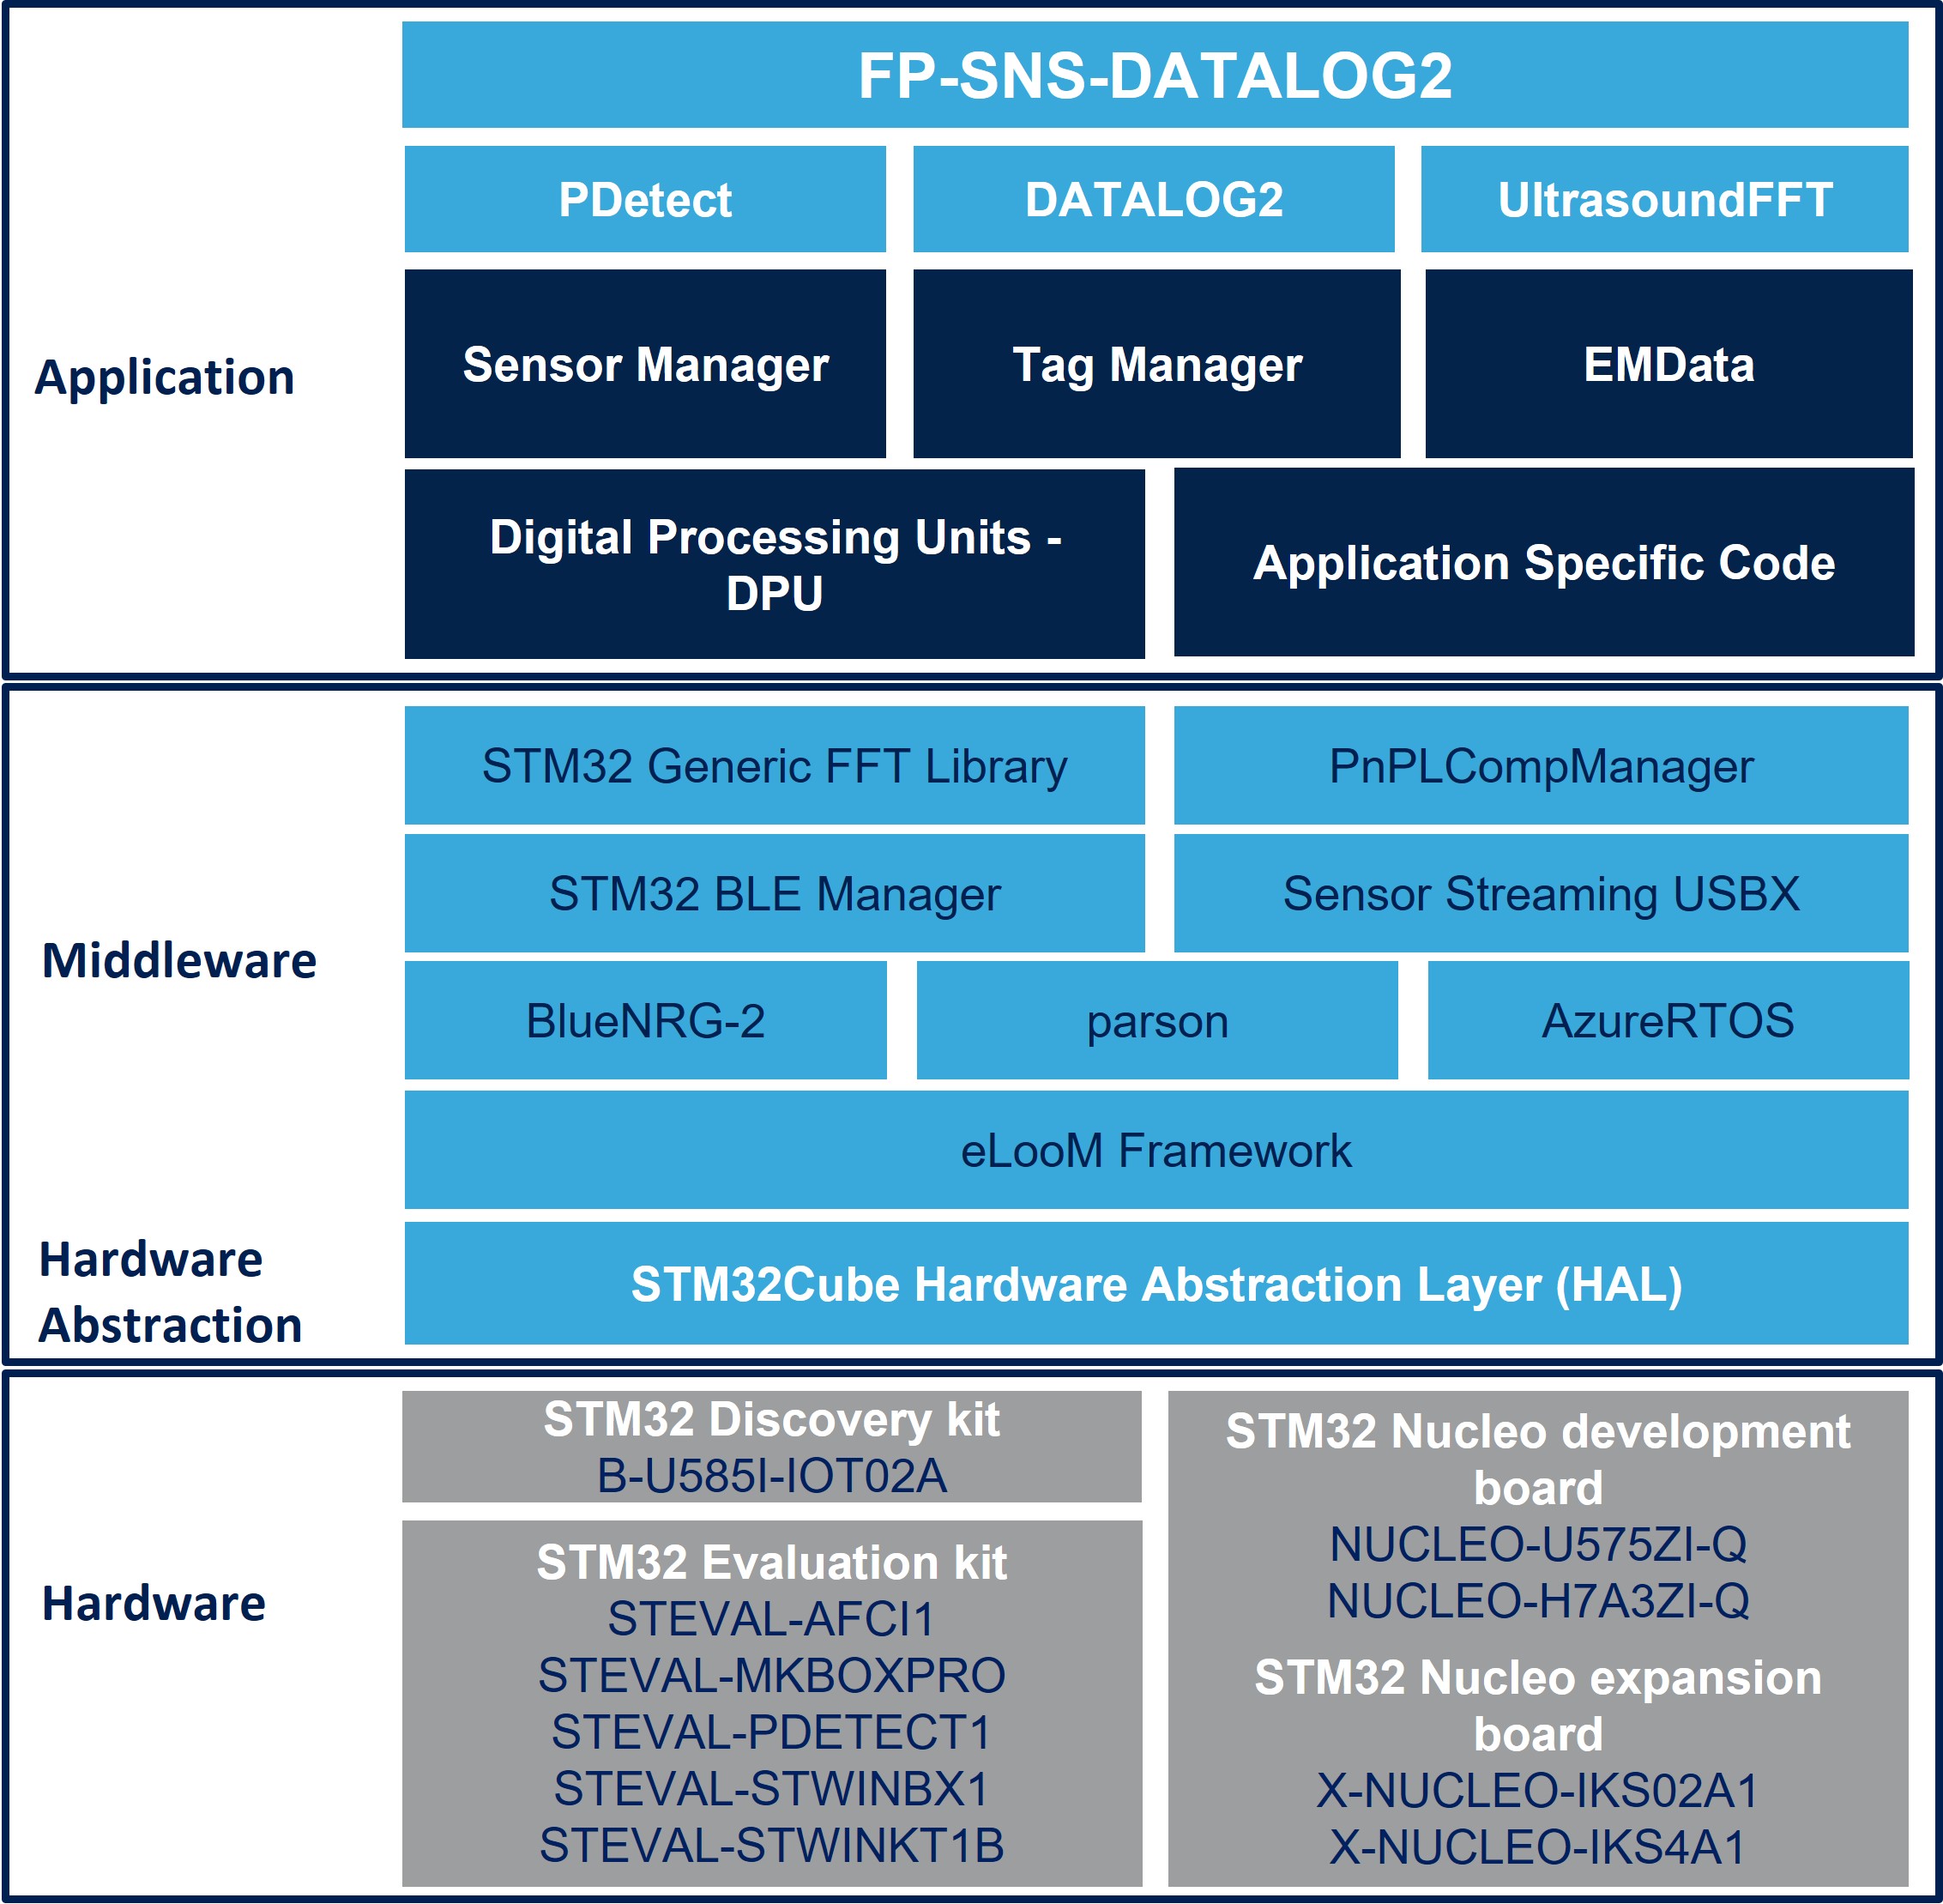 FP-SNS-DATALOG2
PDetect
DATALOG2
UltrasoundFFT
Application
Sensor Manager
Tag Manager
EMData
Digital Processing Units -
DPU
Application Specific Code
Middleware
STM32 Generic FFT Library
PnPLCompManager
STM32 BLE Manager
Sensor Streaming USBX
BlueNRG-2
parson
AzureRTOS
eLooM Framework
Hardware
Abstraction
STM32Cube Hardware Abstraction Layer (HAL)
Hardware
STM32 Discovery kit
B-U585I-IOT02A
STM32 Evaluation kit
STEVAL-AFCI1
STEVAL-MKBOXPRO
STEVAL-PDETECT1
STEVAL-STWINBX1
STEVAL-STWINKT1B
STM32 Nucleo development
board
NUCLEO-U575ZI-Q
NUCLEO-H7A3ZI-Q
STM32 Nucleo expansion
board
X-NUCLEO-IKS02A1
X-NUCLEO-IKS4A1